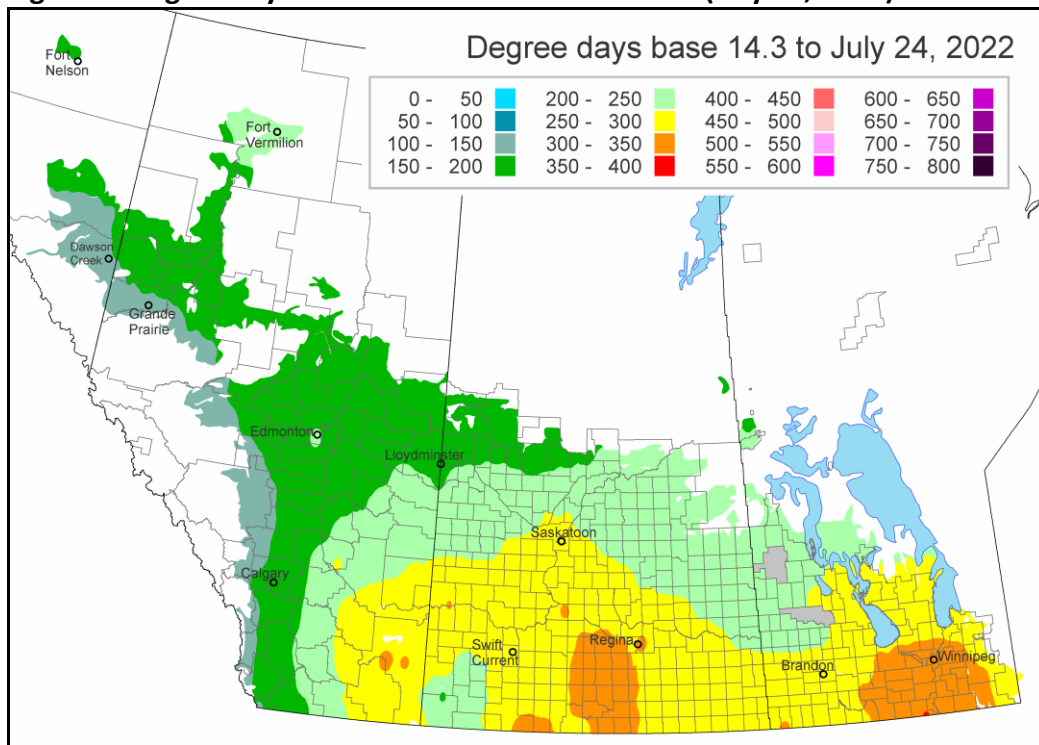 Degree days base 14.3 to July 24, 2022
0 - 50 200 - 250 400 - 450 600 - 650
50 - 100 250 - 300 450 - 500 650 - 700
100 - 150 300 - 350 500 - 550 700 - 750
150 - 200 350 - 400 550 - 600 750 - 800
Fort
Nelson
Fort
Vermilion
Dawson
Creek
Grande
Prairie
Edmonton
Lloydminster
Saskatoon
Calgary
Swift
Current
Regina
Brandon
Winnipeg